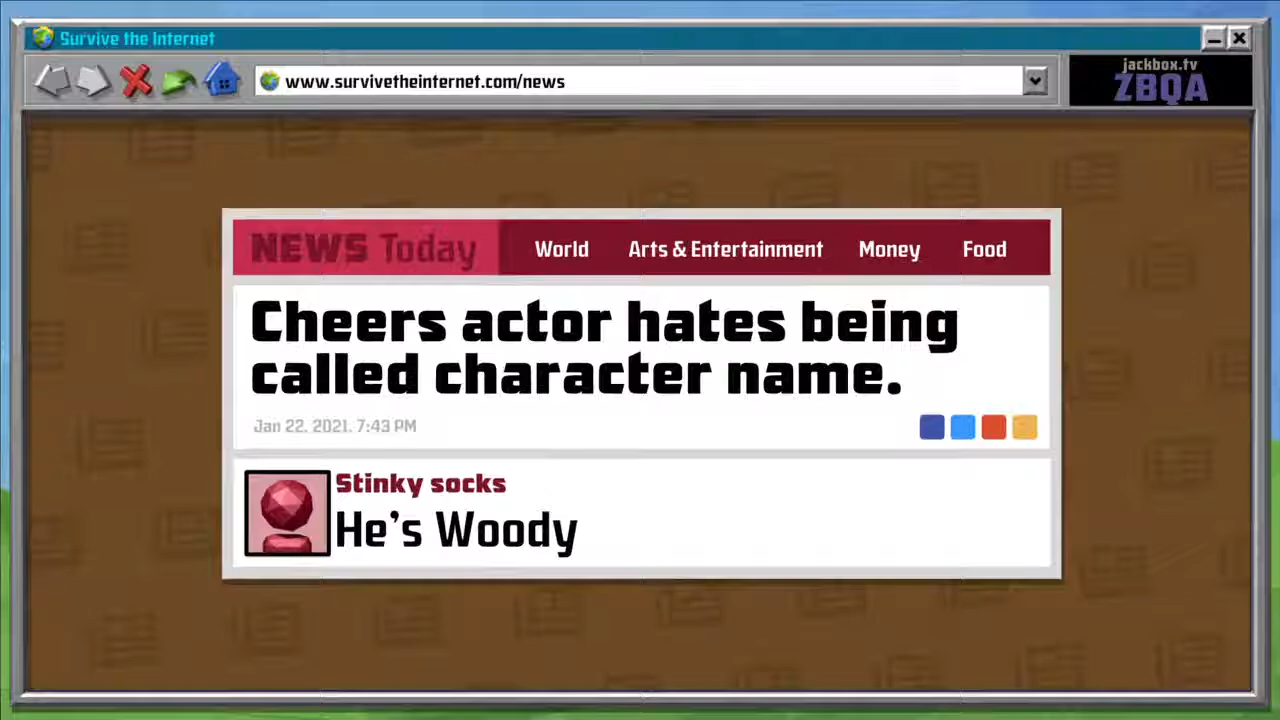 Survive the Internet
www.survivetheinternet.com/news
jackbox.tv
ZBQA
NEWS Today World Arts & Entertainment Money Food
Cheers actor hates being
called character name.
Jan 22, 2021, 7:43 PM
Stinky socks
He's Woody